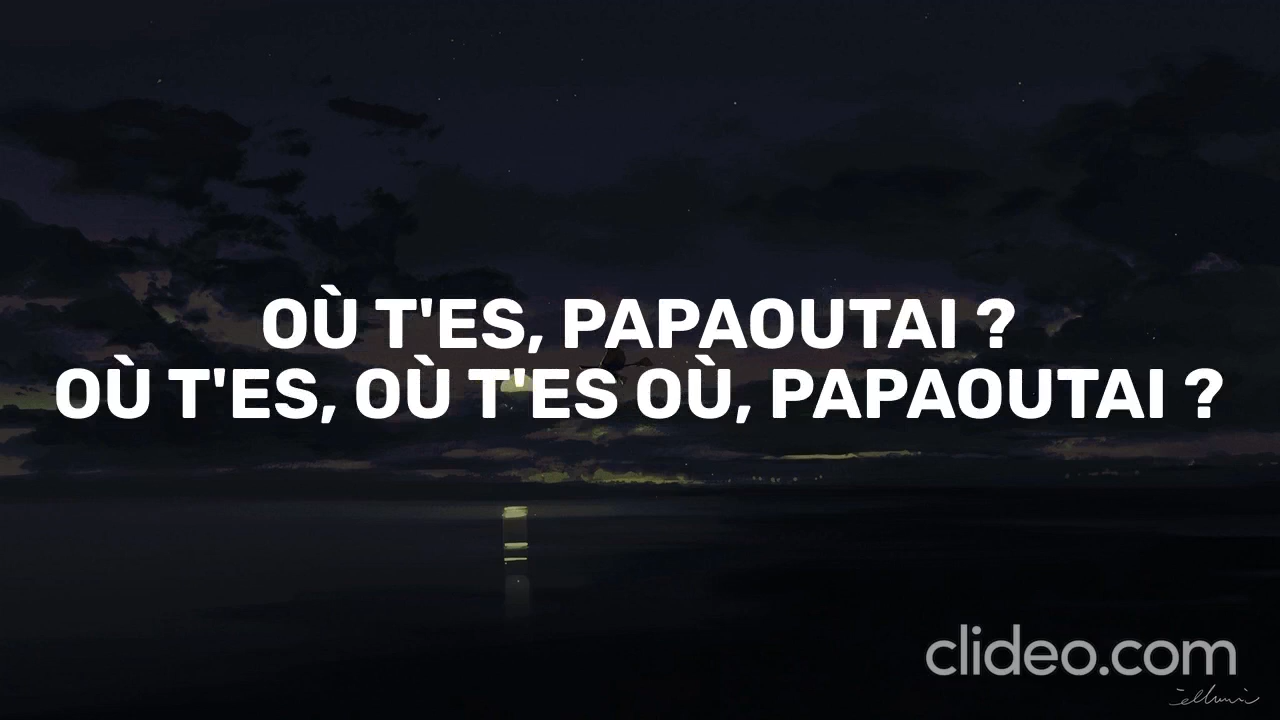 OÙ T'ES, PAPAOUTAI ?
OÙ T'ES, OÙ T'ES OÙ, PAPAOUTAI ?
clideo.com